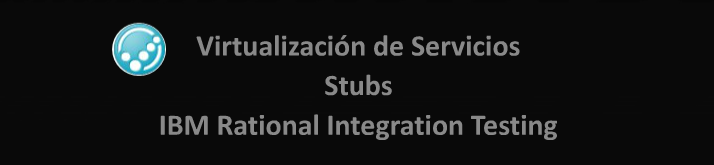 Virtualización de Servicios
Stubs
IBM Rational Integration Testing